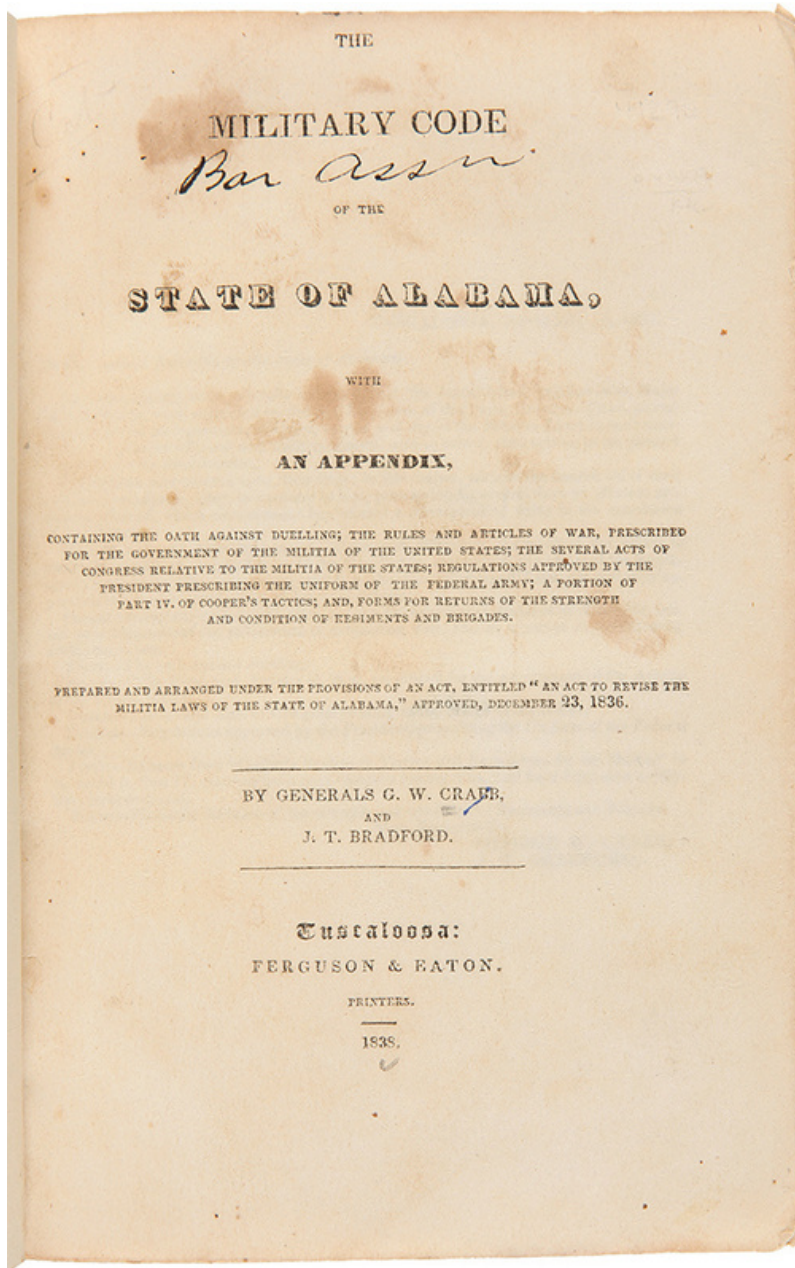 THE
MILITARY CODE
Bar Assn
OF THE
STATE OF ALABAMA,
WITH
AN APPENDIX,
CONTAINING THE OATH AGAINST DUELLING; THE RULES AND ARTICLES OF WAR, PRESCRIBED
FOR THE GOVERNMENT OF THE MILITIA OF THE UNITED STATES; THE SEVERAL ACTS OF
CONGRESS RELATIVE TO THE MILITIA OF THE STATES; REGULATIONS APPROVED BY THE
PRESIDENT PRESCRIBING THE UNIFORM OF THE FEDERAL ARMY; A PORTION OF
PART IV. OF COOPER'S TACTICS; AND, FORMS FOR RETURNS OF THE STRENGTH
AND CONDITION OF REGIMENTS AND BRIGADES.
PREPARED AND ARRANGED UNDER THE PROVISIONS OF AN ACT, ENTITLED "AN ACT TO REVISE THE
MILITIA LAWS OF THE STATE OF ALABAMA," APPROVED, DECEMBER 23, 1836.
BY GENERALS G. W. CRABB,
AND
J. T. BRADFORD.
Tuscaloosa:
FERGUSON & EATON.
PRINTERS.
1838.